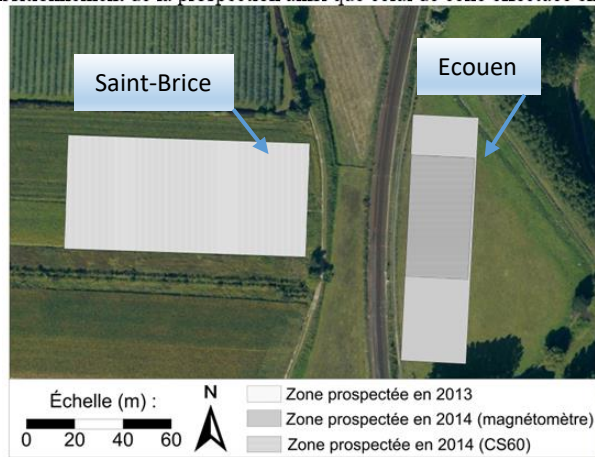 Saint-Brice
Ecouen
Échelle (m) :
0 20 40 60
N
Zone prospectée en 2013
Zone prospectée en 2014 (magnétomètre)
Zone prospectée en 2014 (CS60)